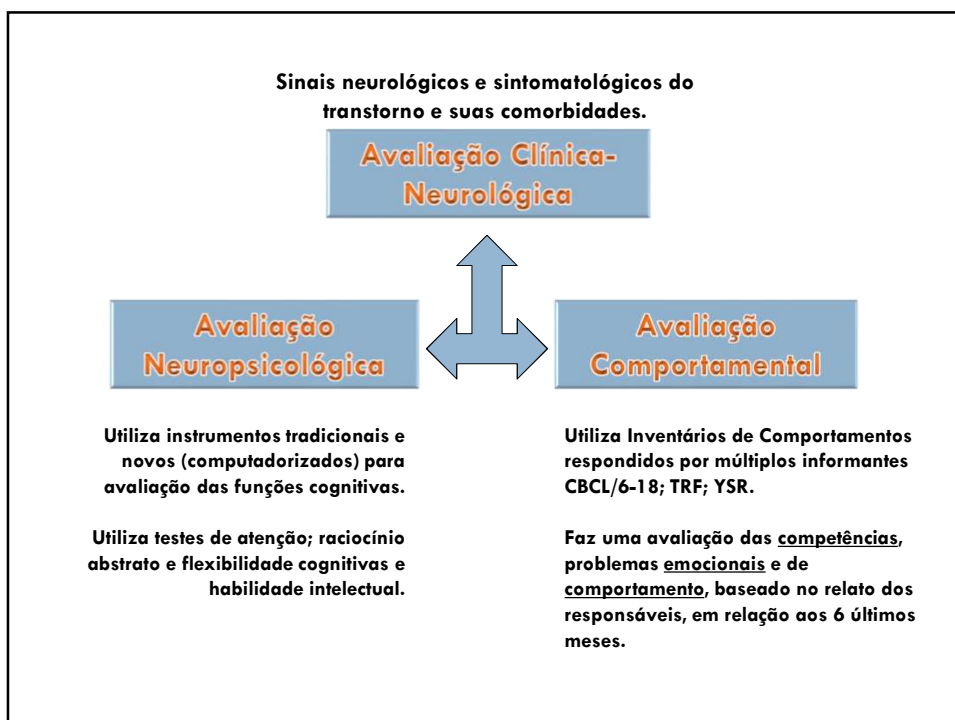 Sinais neurológicos e sintomatológicos do
transtorno e suas comorbidades.
Avaliação Clínica-
Neurológica
Avaliação
Neuropsicológica
Utiliza instrumentos tradicionais e
novos (computadorizados) para
avaliação das funções cognitivas.
Utiliza testes de atenção; raciocínio
abstrato e flexibilidade cognitivas e
habilidade intelectual.
Avaliação
Comportamental
Utiliza Inventários de Comportamentos
respondidos por múltiplos informantes
CBCL/6-18; TRF; YSR.
Faz uma avaliação das competências,
problemas emocionais e de
comportamento, baseado no relato dos
responsáveis, em relação aos 6 últimos
meses.